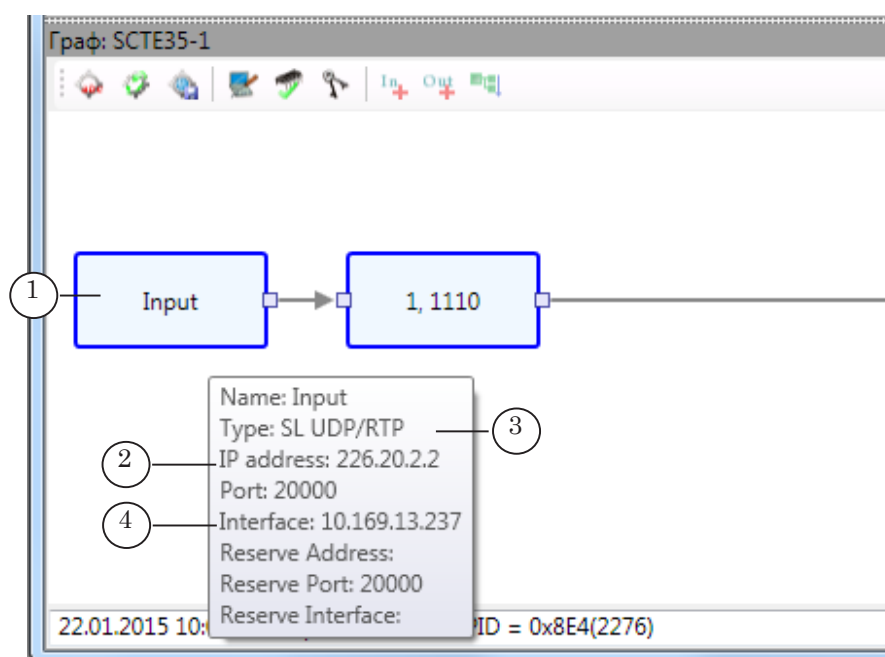 Граф: SCTE35-1
In Out
1
Input
1, 1110
Name: Input
Type: SL UDP/RTP
3
2
IP address: 226.20.2.2
Port: 20000
4
Interface: 10.169.13.237
Reserve Address:
Reserve Port: 20000
Reserve Interface:
22.01.2015 10: = 0x8E4(2276)